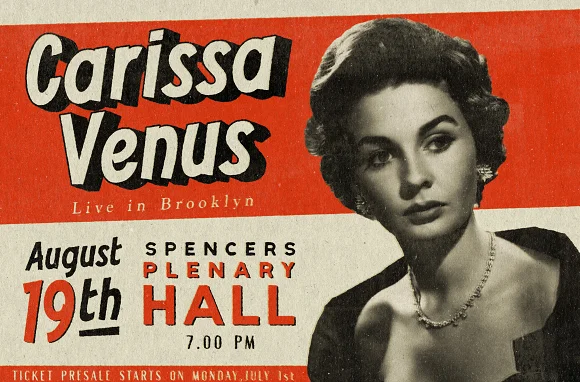 Carissa
Venus
Live in Brooklyn
August
19th
SPENCERS
PLENARY
HALL
7.00 PM
TICKET PRESALE STARTS ON MONDAY,JULY 1st